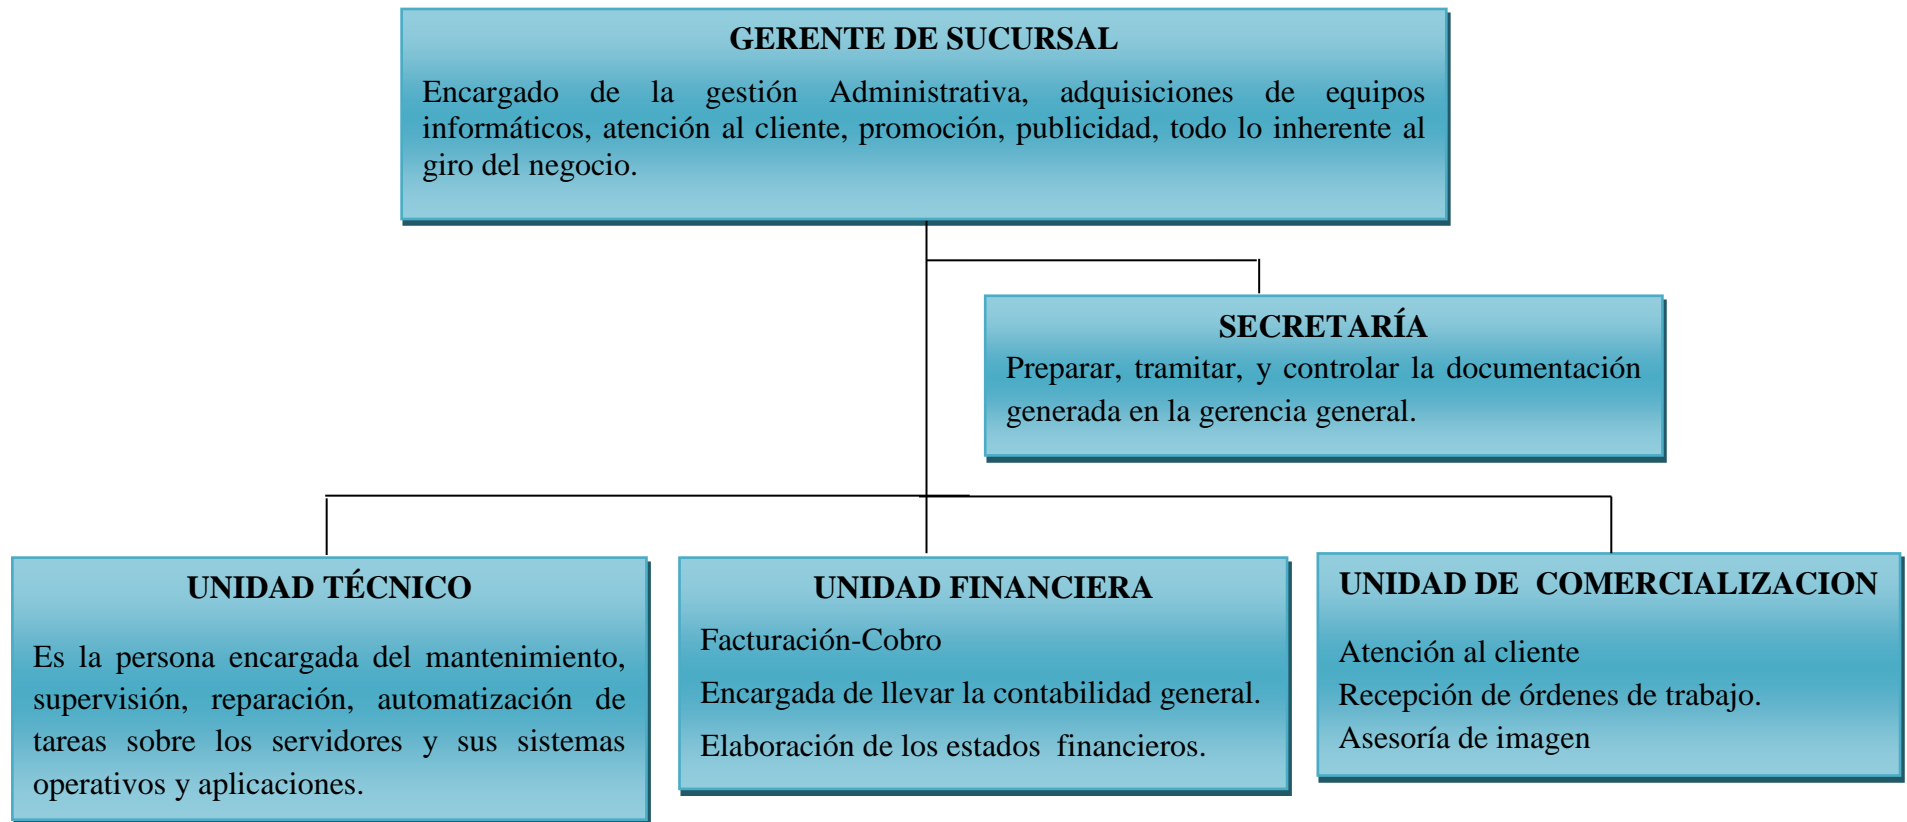 GERENTE DE SUCURSAL
Encargado de la gestión Administrativa, adquisiciones de equipos
informáticos, atención al cliente, promoción, publicidad, todo lo inherente al
giro del negocio.
SECRETARÍA
Preparar, tramitar, y controlar la documentación
generada en la gerencia general.
UNIDAD TÉCNICO
Es la persona encargada del mantenimiento,
supervisión, reparación, automatización de
tareas sobre los servidores y sus sistemas
operativos y aplicaciones.
UNIDAD FINANCIERA
Facturación-Cobro
Encargada de llevar la contabilidad general.
Elaboración de los estados  financieros.
UNIDAD DE  COMERCIALIZACION
Atención al cliente
Recepción de órdenes de trabajo.
Asesoría de imagen